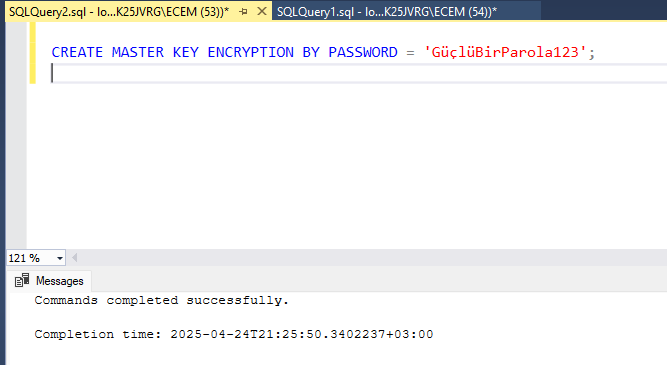 SQLQuery2.sql - lo...K25JVRG\ECEM (53))*
SQLQuery1.sql - lo...K25JVRG\ECEM (54))*
CREATE MASTER KEY ENCRYPTION BY PASSWORD = 'GüçlüBirParola123';
121 %
Messages
Commands completed successfully.
Completion time: 2025-04-24T21:25:50.3402237+03:00